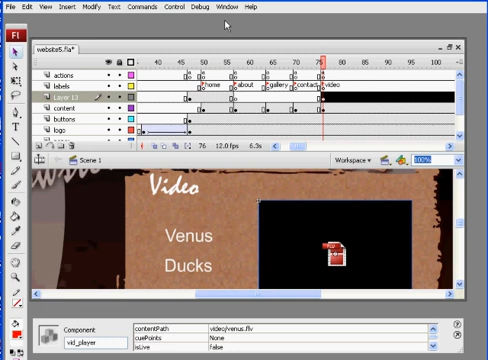 File Edit View Insert Modify Text Commands Control Debug Window Help
Fl
website5.fla*
40 45 50 55 60 65 70 75 80 85 90 95 100
actions
labels
home about gallery contact video
Layer 13
content
buttons
logo
76 12.0 fps 6.3s
Scene 1
Workspace
100%
Video
Venus
Ducks
Component
vid_player
contentPath video/venus.flv
cuePoints None
isLive false